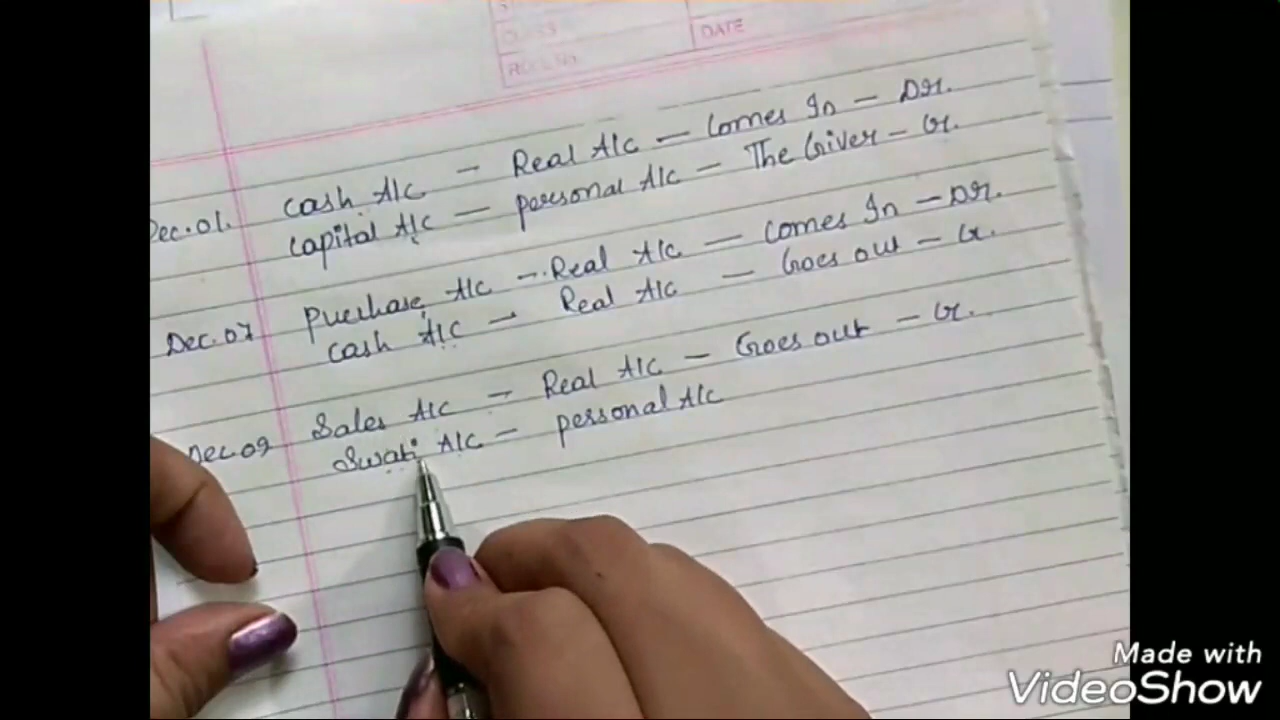 DATE
Dec.01. Cash A/C - Real A/C - Comes In - Dr.
Capital A/C - personal A/C - The Giver - Cr.
Dec.07 Purchase A/C - Real A/C - Comes In - Dr.
Cash A/C - Real A/C - Goes out - Cr.
Dec.09 Sales A/C - Real A/C - Goes out - Cr.
Swati A/C - personal A/C
Made with
VideoShow